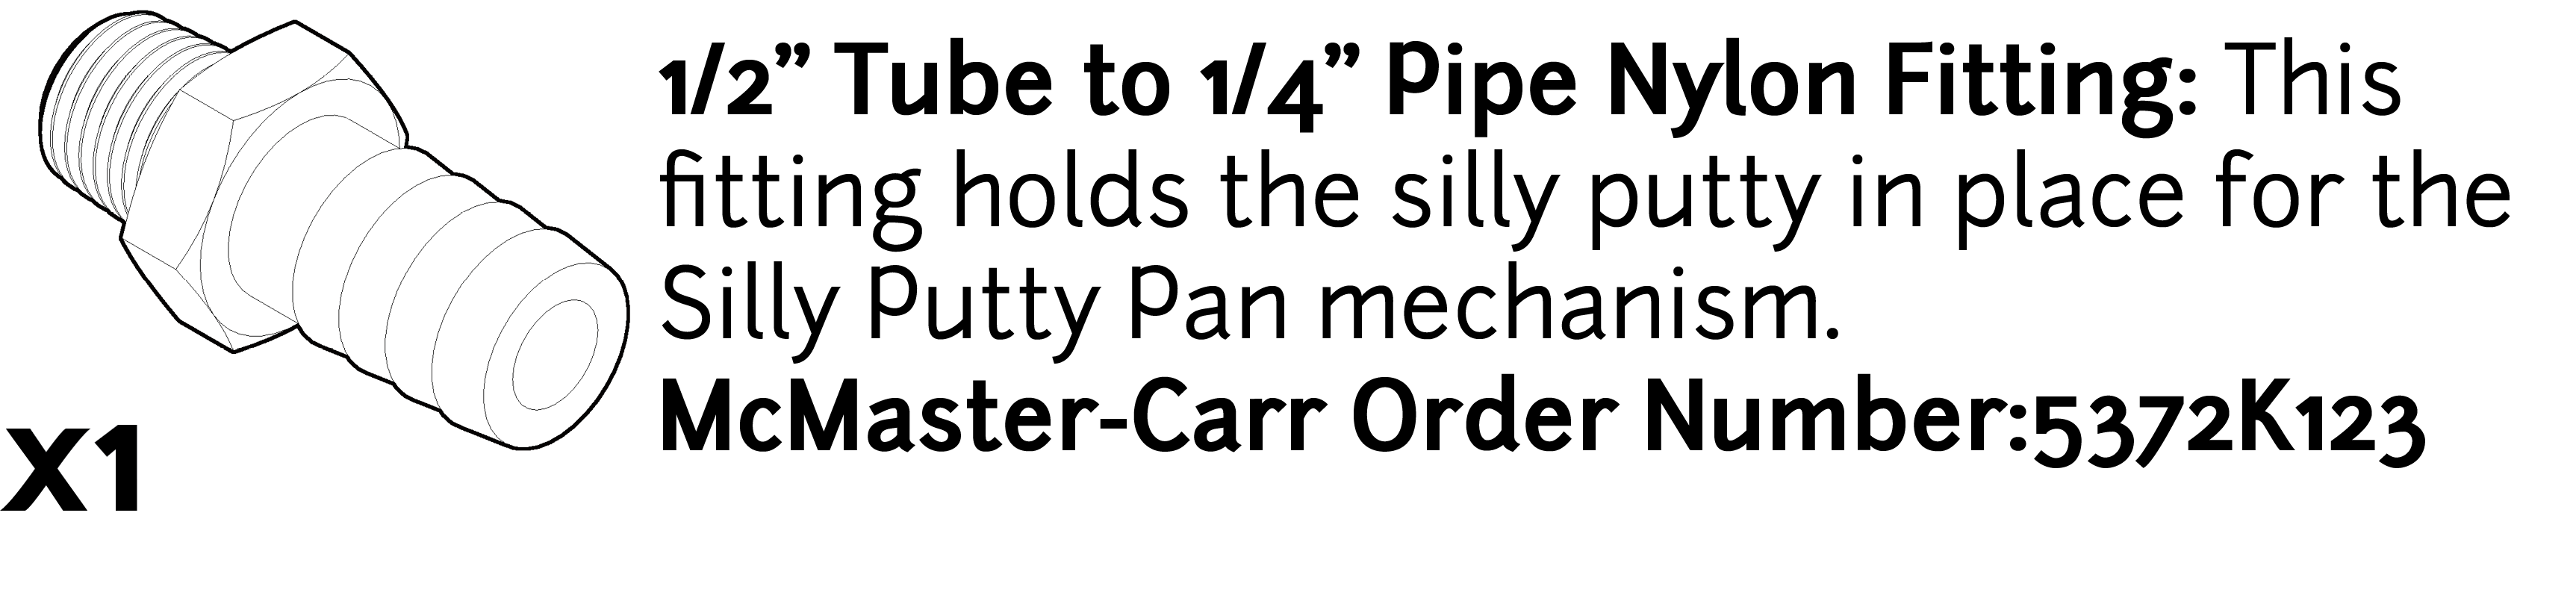 1/2” Tube to 1/4” Pipe Nylon Fitting: This
fitting holds the silly putty in place for the
Silly Putty Pan mechanism.
McMaster-Carr Order Number:5372K123
x1